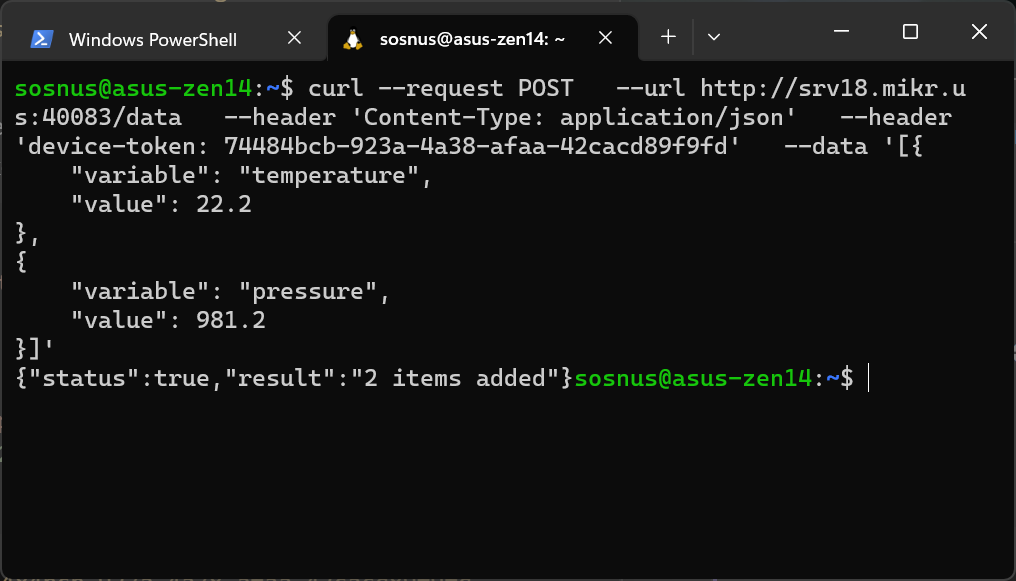 Windows PowerShell
sosnus@asus-zen14: ~
sosnus@asus-zen14:~$ curl --request POST   --url http://srv18.mikr.u
s:40083/data   --header 'Content-Type: application/json'   --header
'device-token: 74484bcb-923a-4a38-afaa-42cacd89f9fd'   --data '[{
    "variable": "temperature",
    "value": 22.2
},
{
    "variable": "pressure",
    "value": 981.2
}]'
{"status":true,"result":"2 items added"}sosnus@asus-zen14:~$